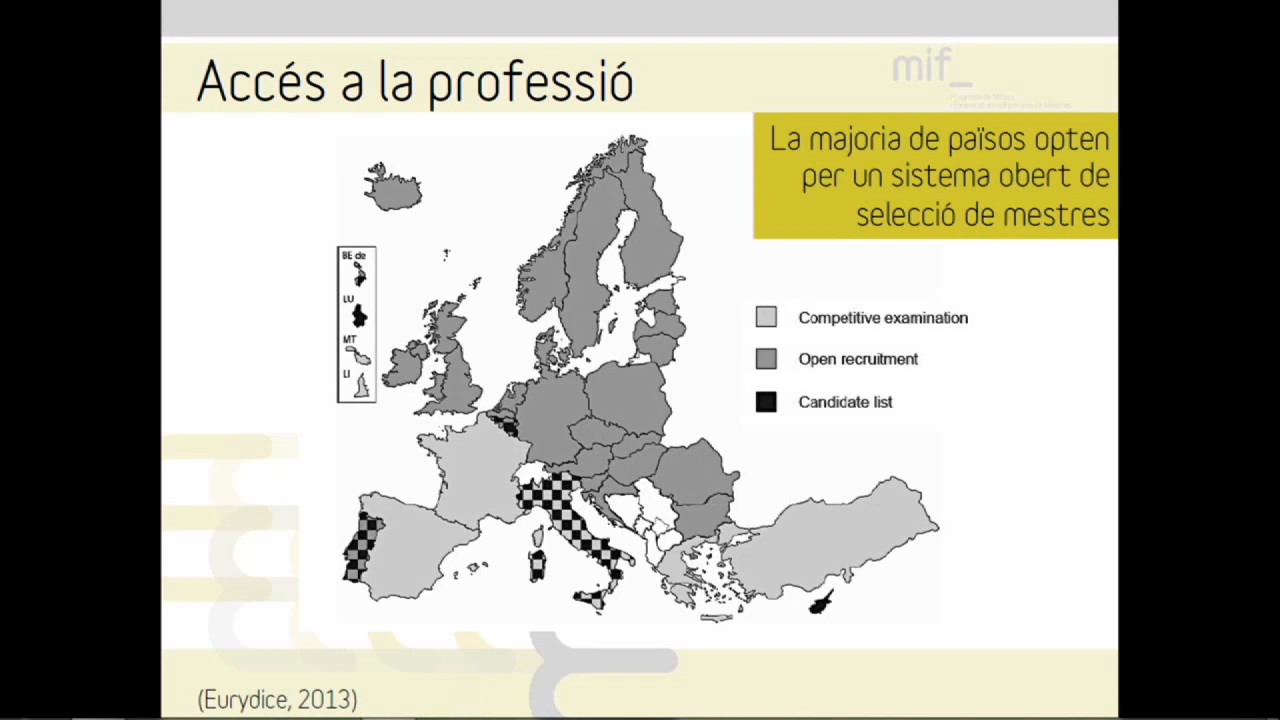 Accés a la professió
mif_
La majoria de països opten
per un sistema obert de
selecció de mestres
BE de
LU
MT
LI
Competitive examination
Open recruitment
Candidate list
(Eurydice, 2013)